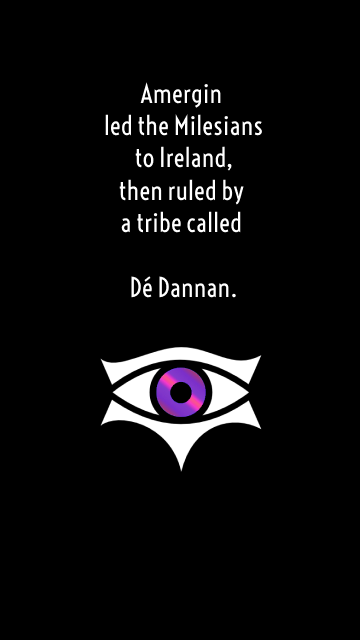 Amergin
led the Milesians
to Ireland,
then ruled by
a tribe called
Dé Dannan.